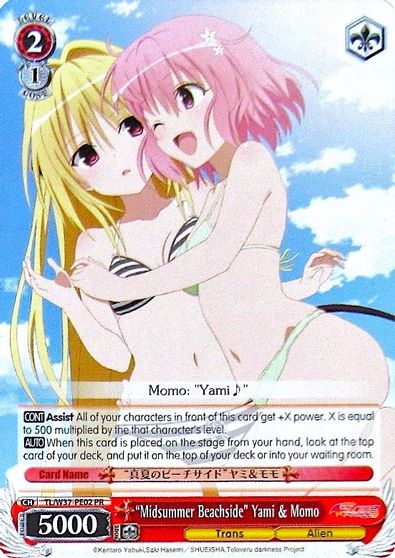 LEVEL
2
1
COST
Momo: "Yami♪"
CONT Assist All of your characters in front of this card get +X power. X is equal
to 500 multiplied by the that character's level.
AUTO When this card is placed on the stage from your hand, look at the top
card of your deck, and put it on the top of your deck or into your waiting room.
Card Name "真夏のビーチサイド"ヤミ&モモ
CH TL/W37-PE02 PR
5000
"Midsummer Beachside" Yami & Momo
Trans Alien
©Kentaro Yabuki,Saki Hasemi / SHUEISHA,Toloveru darkness Project